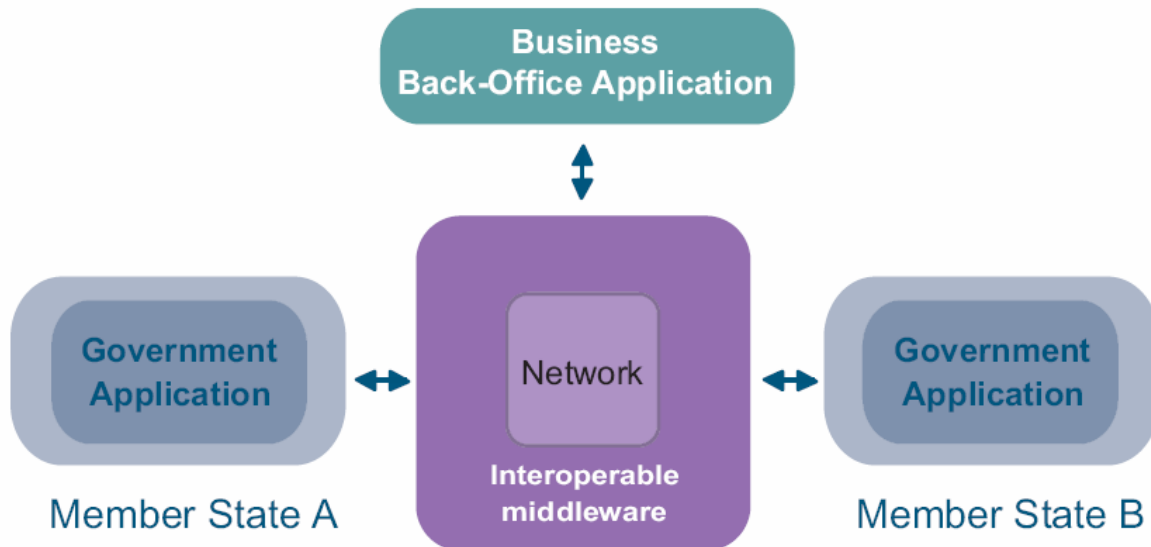 Business
Back-Office Application
Government
Application
Network
Government
Application
Interoperable
middleware
Member State A
Member State B